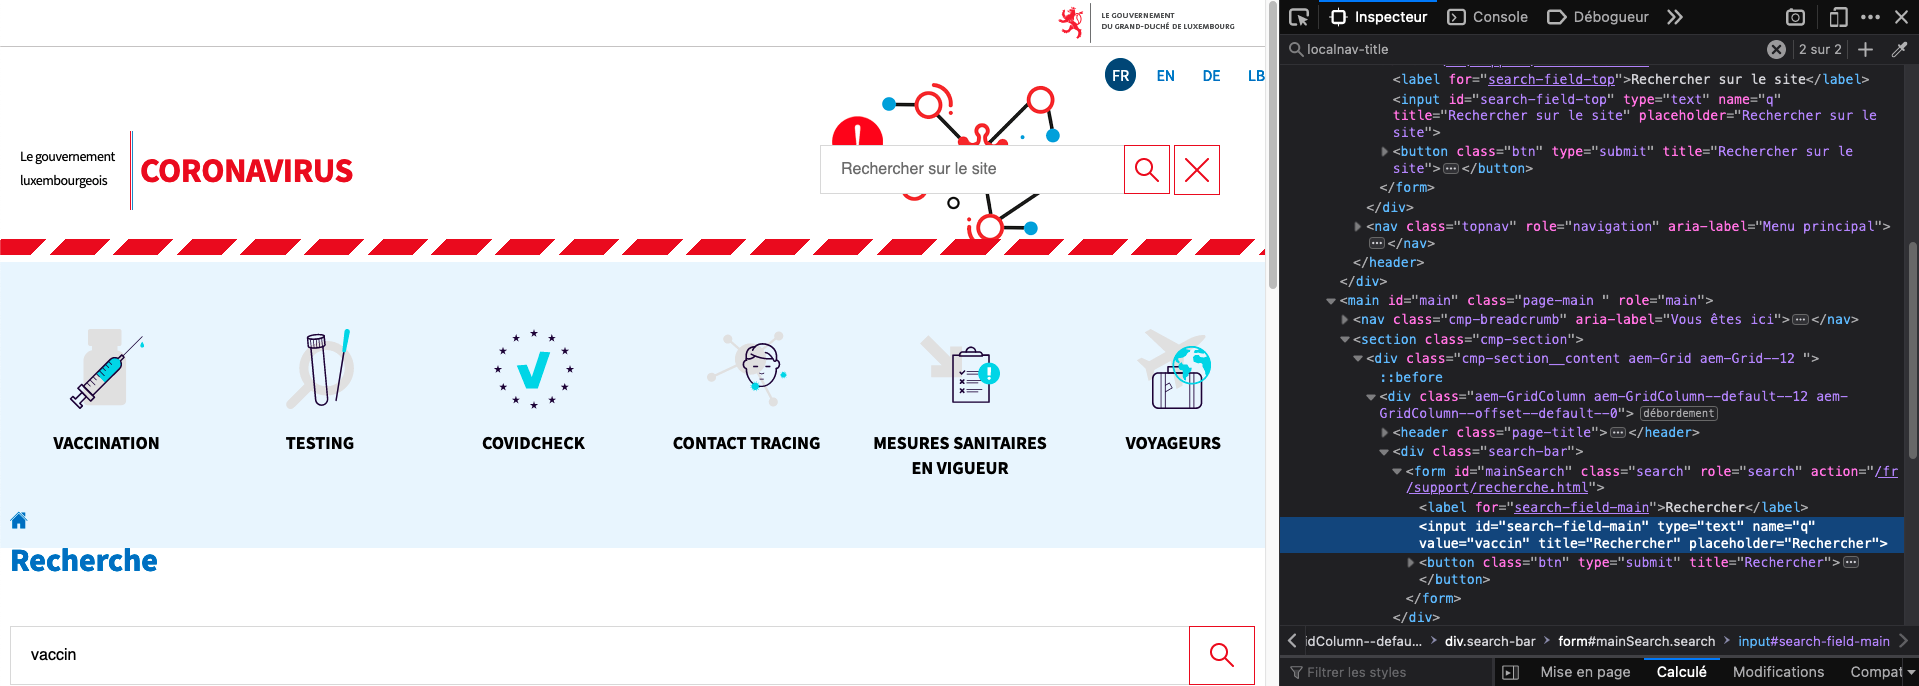 LE GOUVERNEMENT
DU GRAND-DUCHÉ DE LUXEMBOURG
FR EN DE LB
Le gouvernement
luxembourgeois
CORONAVIRUS
Rechercher sur le site
VACCINATION
TESTING
COVIDCHECK
CONTACT TRACING
MESURES SANITAIRES
EN VIGUEUR
VOYAGEURS
Recherche
vaccin
Inspecteur Console Débogueur
localnav-title 2 sur 2
<label for="search-field-top">Rechercher sur le site</label>
<input id="search-field-top" type="text" name="q"
title="Rechercher sur le site" placeholder="Rechercher sur le
site">
<button class="btn" type="submit" title="Rechercher sur le
site"></button>
</form>
</div>
<nav class="topnav" role="navigation" aria-label="Menu principal">
</nav>
</header>
</div>
<main id="main" class="page-main " role="main">
<nav class="cmp-breadcrumb" aria-label="Vous êtes ici"></nav>
<section class="cmp-section">
<div class="cmp-section__content aem-Grid aem-Grid--12 ">
::before
<div class="aem-GridColumn aem-GridColumn--default--12 aem-
GridColumn--offset--default--0"> débordement
<header class="page-title"></header>
<div class="search-bar">
<form id="mainSearch" class="search" role="search" action="/fr
/support/recherche.html">
<label for="search-field-main">Rechercher</label>
<input id="search-field-main" type="text" name="q"
value="vaccin" title="Rechercher" placeholder="Rechercher">
<button class="btn" type="submit" title="Rechercher">
</button>
</form>
</div>
idColumn--defau... div.search-bar form#mainSearch.search input#search-field-main
Filtrer les styles Mise en page Calculé Modifications Compat